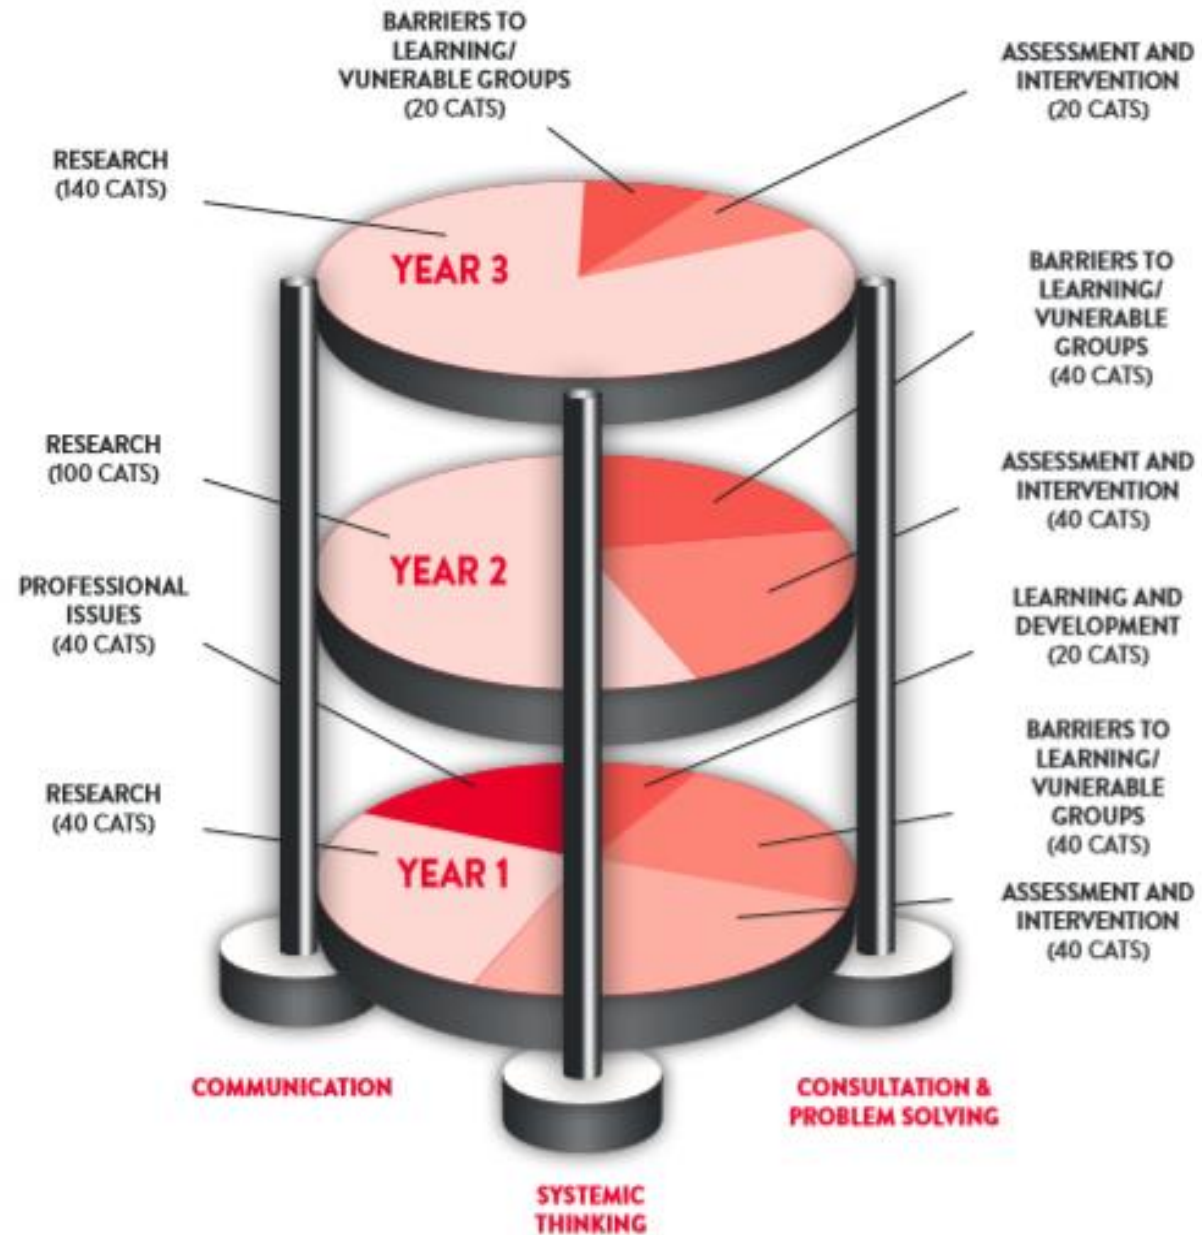 BARRIERS TO
LEARNING/
VUNERABLE GROUPS
(20 CATS)
ASSESSMENT AND
INTERVENTION
(20 CATS)
RESEARCH
(140 CATS)
YEAR 3
BARRIERS TO
LEARNING/
VUNERABLE
GROUPS
(40 CATS)
RESEARCH
(100 CATS)
ASSESSMENT AND
INTERVENTION
(40 CATS)
YEAR 2
PROFESSIONAL
ISSUES
(40 CATS)
LEARNING AND
DEVELOPMENT
(20 CATS)
BARRIERS TO
LEARNING/
VUNERABLE
GROUPS
(40 CATS)
RESEARCH
(40 CATS)
YEAR 1
ASSESSMENT AND
INTERVENTION
(40 CATS)
COMMUNICATION
CONSULTATION &
PROBLEM SOLVING
SYSTEMIC
THINKING